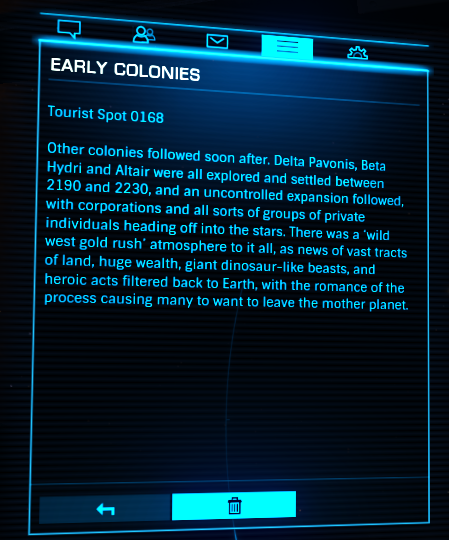 EARLY COLONIES
Tourist Spot 0168
Other colonies followed soon after. Delta Pavonis, Beta
Hydri and Altair were all explored and settled between
2190 and 2230, and an uncontrolled expansion followed,
with corporations and all sorts of groups of private
individuals heading off into the stars. There was a 'wild
west gold rush' atmosphere to it all, as news of vast tracts
of land, huge wealth, giant dinosaur-like beasts, and
heroic acts filtered back to Earth, with the romance of the
process causing many to want to leave the mother planet.